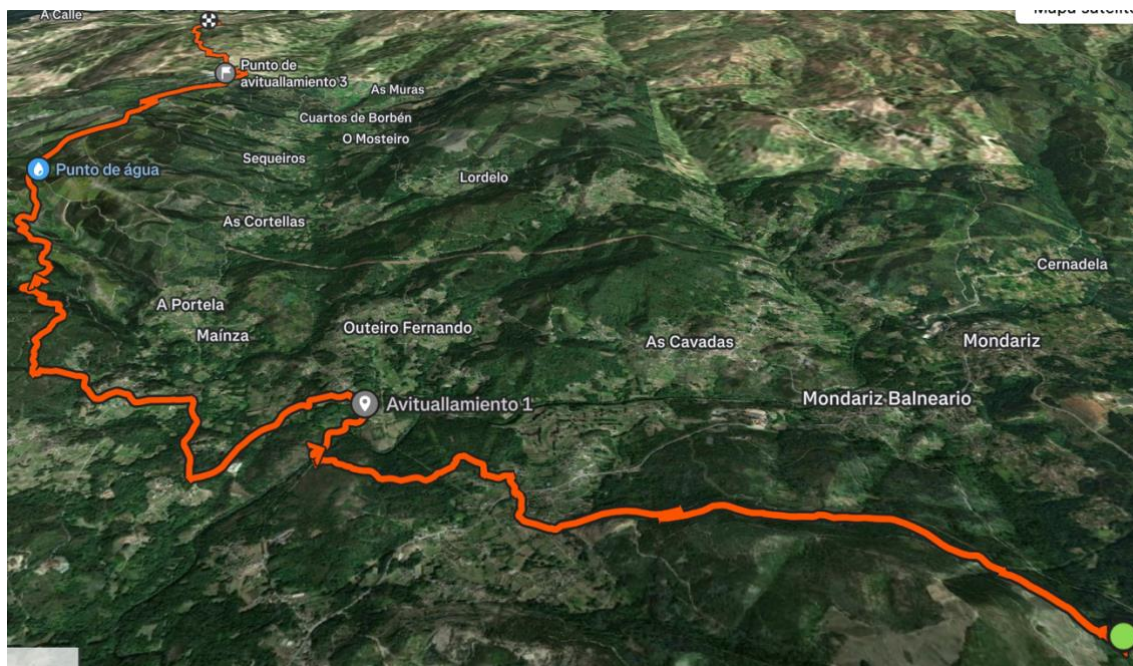 A Calle
Mapa satélite
Punto de
avituallamiento 3
As Muras
Cuartos de Borbén
O Mosteiro
Sequeiros
Punto de água
Lordelo
As Cortellas
Cernadela
A Portela
Outeiro Fernando
Maínza
As Cavadas
Mondariz
Avituallamiento 1
Mondariz Balneario